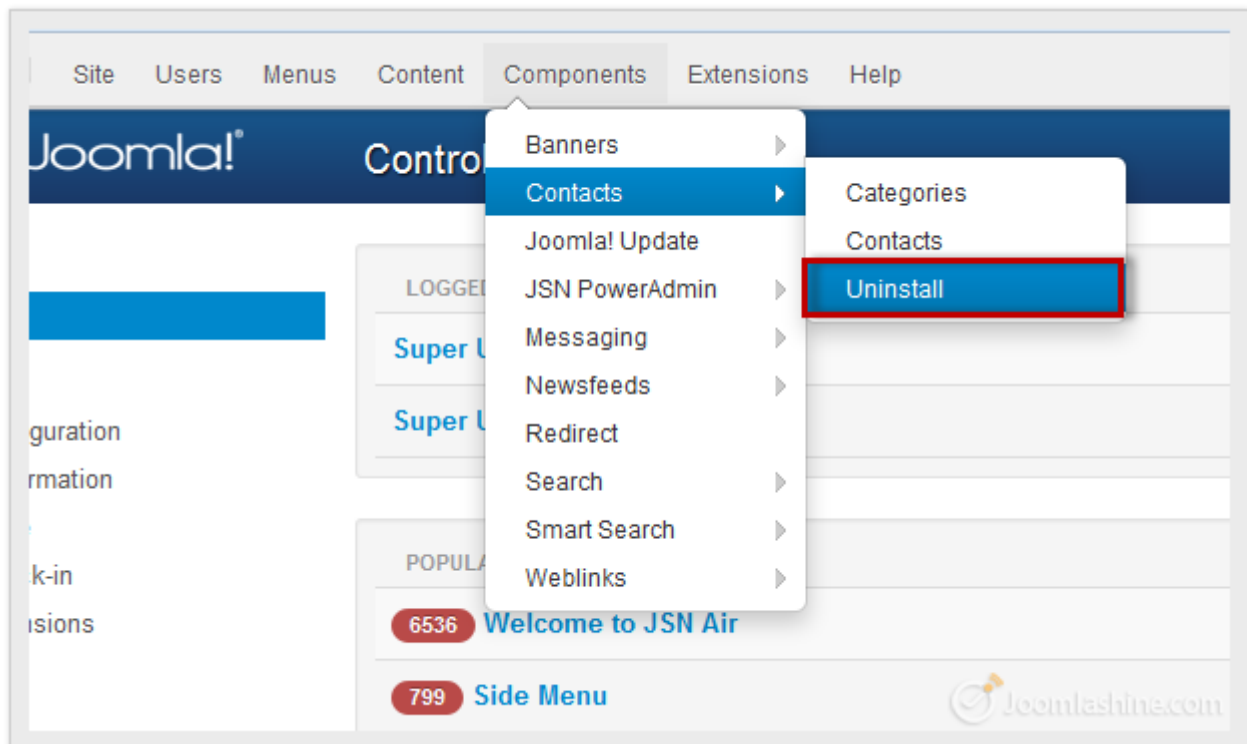 Site Users Menus Content Components Extensions Help
Joomla!®
Contro
Banners
Contacts
Joomla! Update
JSN PowerAdmin
Messaging
Newsfeeds
Redirect
Search
Smart Search
Weblinks
Categories
Contacts
Uninstall
LOGGE
Super U
Super U
guration
rmation
k-in
nsions
POPULA
6536 Welcome to JSN Air
799 Side Menu
Joomlashine.com